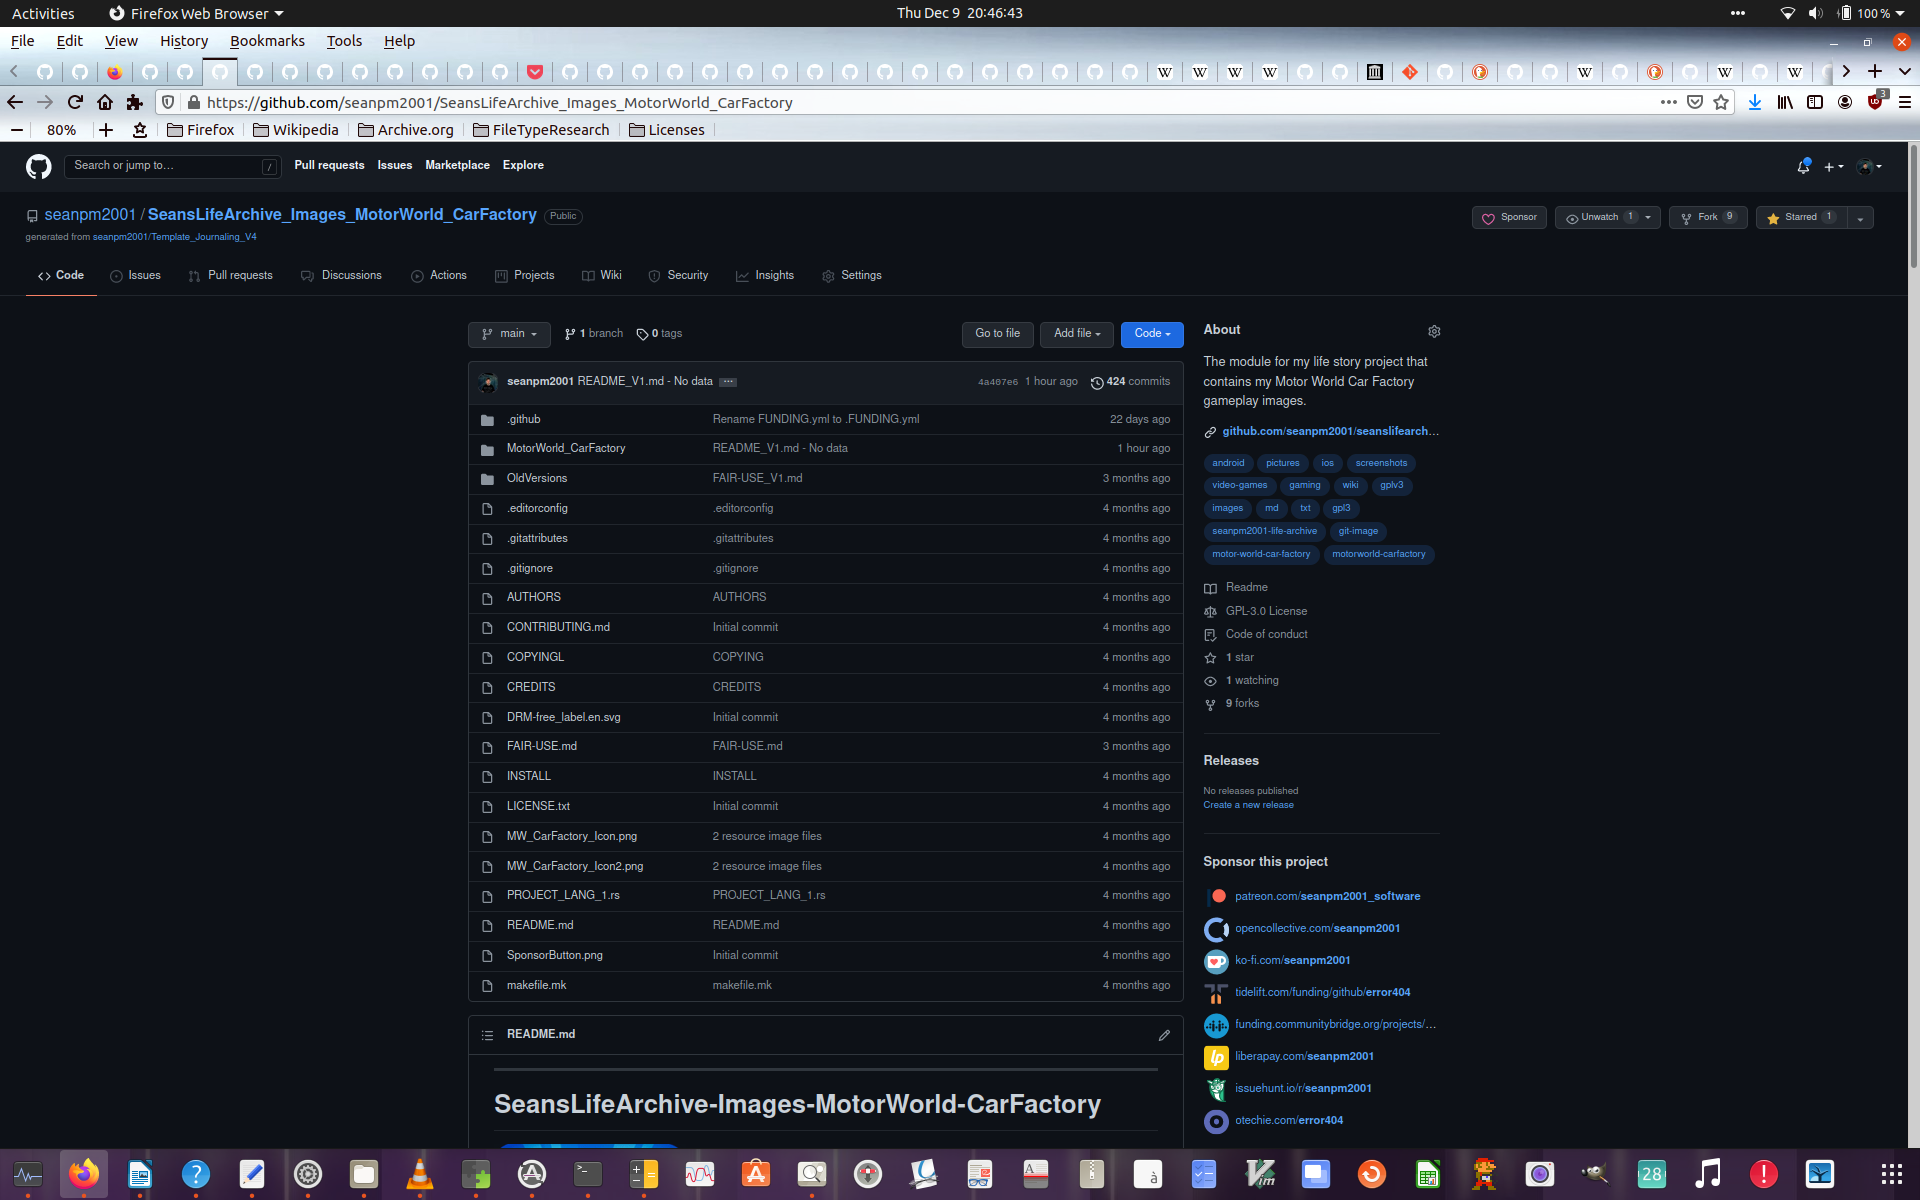 Activities
Firefox Web Browser
Thu Dec 9 20:46:43
100 %
File Edit View History Bookmarks Tools Help
https://github.com/seanpm2001/SeansLifeArchive_Images_MotorWorld_CarFactory
3
80%
Firefox
Wikipedia
Archive.org
FileTypeResearch
Licenses
Search or jump to…
/
Pull requests Issues Marketplace Explore
seanpm2001 / SeansLifeArchive_Images_MotorWorld_CarFactory Public
generated from seanpm2001/Template_Journaling_V4
Sponsor
Unwatch 1
Fork 9
Starred 1
Code
Issues
Pull requests
Discussions
Actions
Projects
Wiki
Security
Insights
Settings
main
1 branch
0 tags
Go to file
Add file
Code
seanpm2001 README_V1.md - No data
4a407e6 1 hour ago
424 commits
.github Rename FUNDING.yml to .FUNDING.yml 22 days ago
MotorWorld_CarFactory README_V1.md - No data 1 hour ago
OldVersions FAIR-USE_V1.md 3 months ago
.editorconfig .editorconfig 4 months ago
.gitattributes .gitattributes 4 months ago
.gitignore .gitignore 4 months ago
AUTHORS AUTHORS 4 months ago
CONTRIBUTING.md Initial commit 4 months ago
COPYINGL COPYING 4 months ago
CREDITS CREDITS 4 months ago
DRM-free_label.en.svg Initial commit 4 months ago
FAIR-USE.md FAIR-USE.md 3 months ago
INSTALL INSTALL 4 months ago
LICENSE.txt Initial commit 4 months ago
MW_CarFactory_Icon.png 2 resource image files 4 months ago
MW_CarFactory_Icon2.png 2 resource image files 4 months ago
PROJECT_LANG_1.rs PROJECT_LANG_1.rs 4 months ago
README.md README.md 4 months ago
SponsorButton.png Initial commit 4 months ago
makefile.mk makefile.mk 4 months ago
README.md
SeansLifeArchive-Images-MotorWorld-CarFactory
About
The module for my life story project that
contains my Motor World Car Factory
gameplay images.
github.com/seanpm2001/seanslifearch…
android pictures ios screenshots
video-games gaming wiki gplv3
images md txt gpl3
seanpm2001-life-archive git-image
motor-world-car-factory motorworld-carfactory
Readme
GPL-3.0 License
Code of conduct
1 star
1 watching
9 forks
Releases
No releases published
Create a new release
Sponsor this project
patreon.com/seanpm2001_software
opencollective.com/seanpm2001
ko-fi.com/seanpm2001
tidelift.com/funding/github/error404
funding.communitybridge.org/projects/…
liberapay.com/seanpm2001
issuehunt.io/r/seanpm2001
otechie.com/error404
28